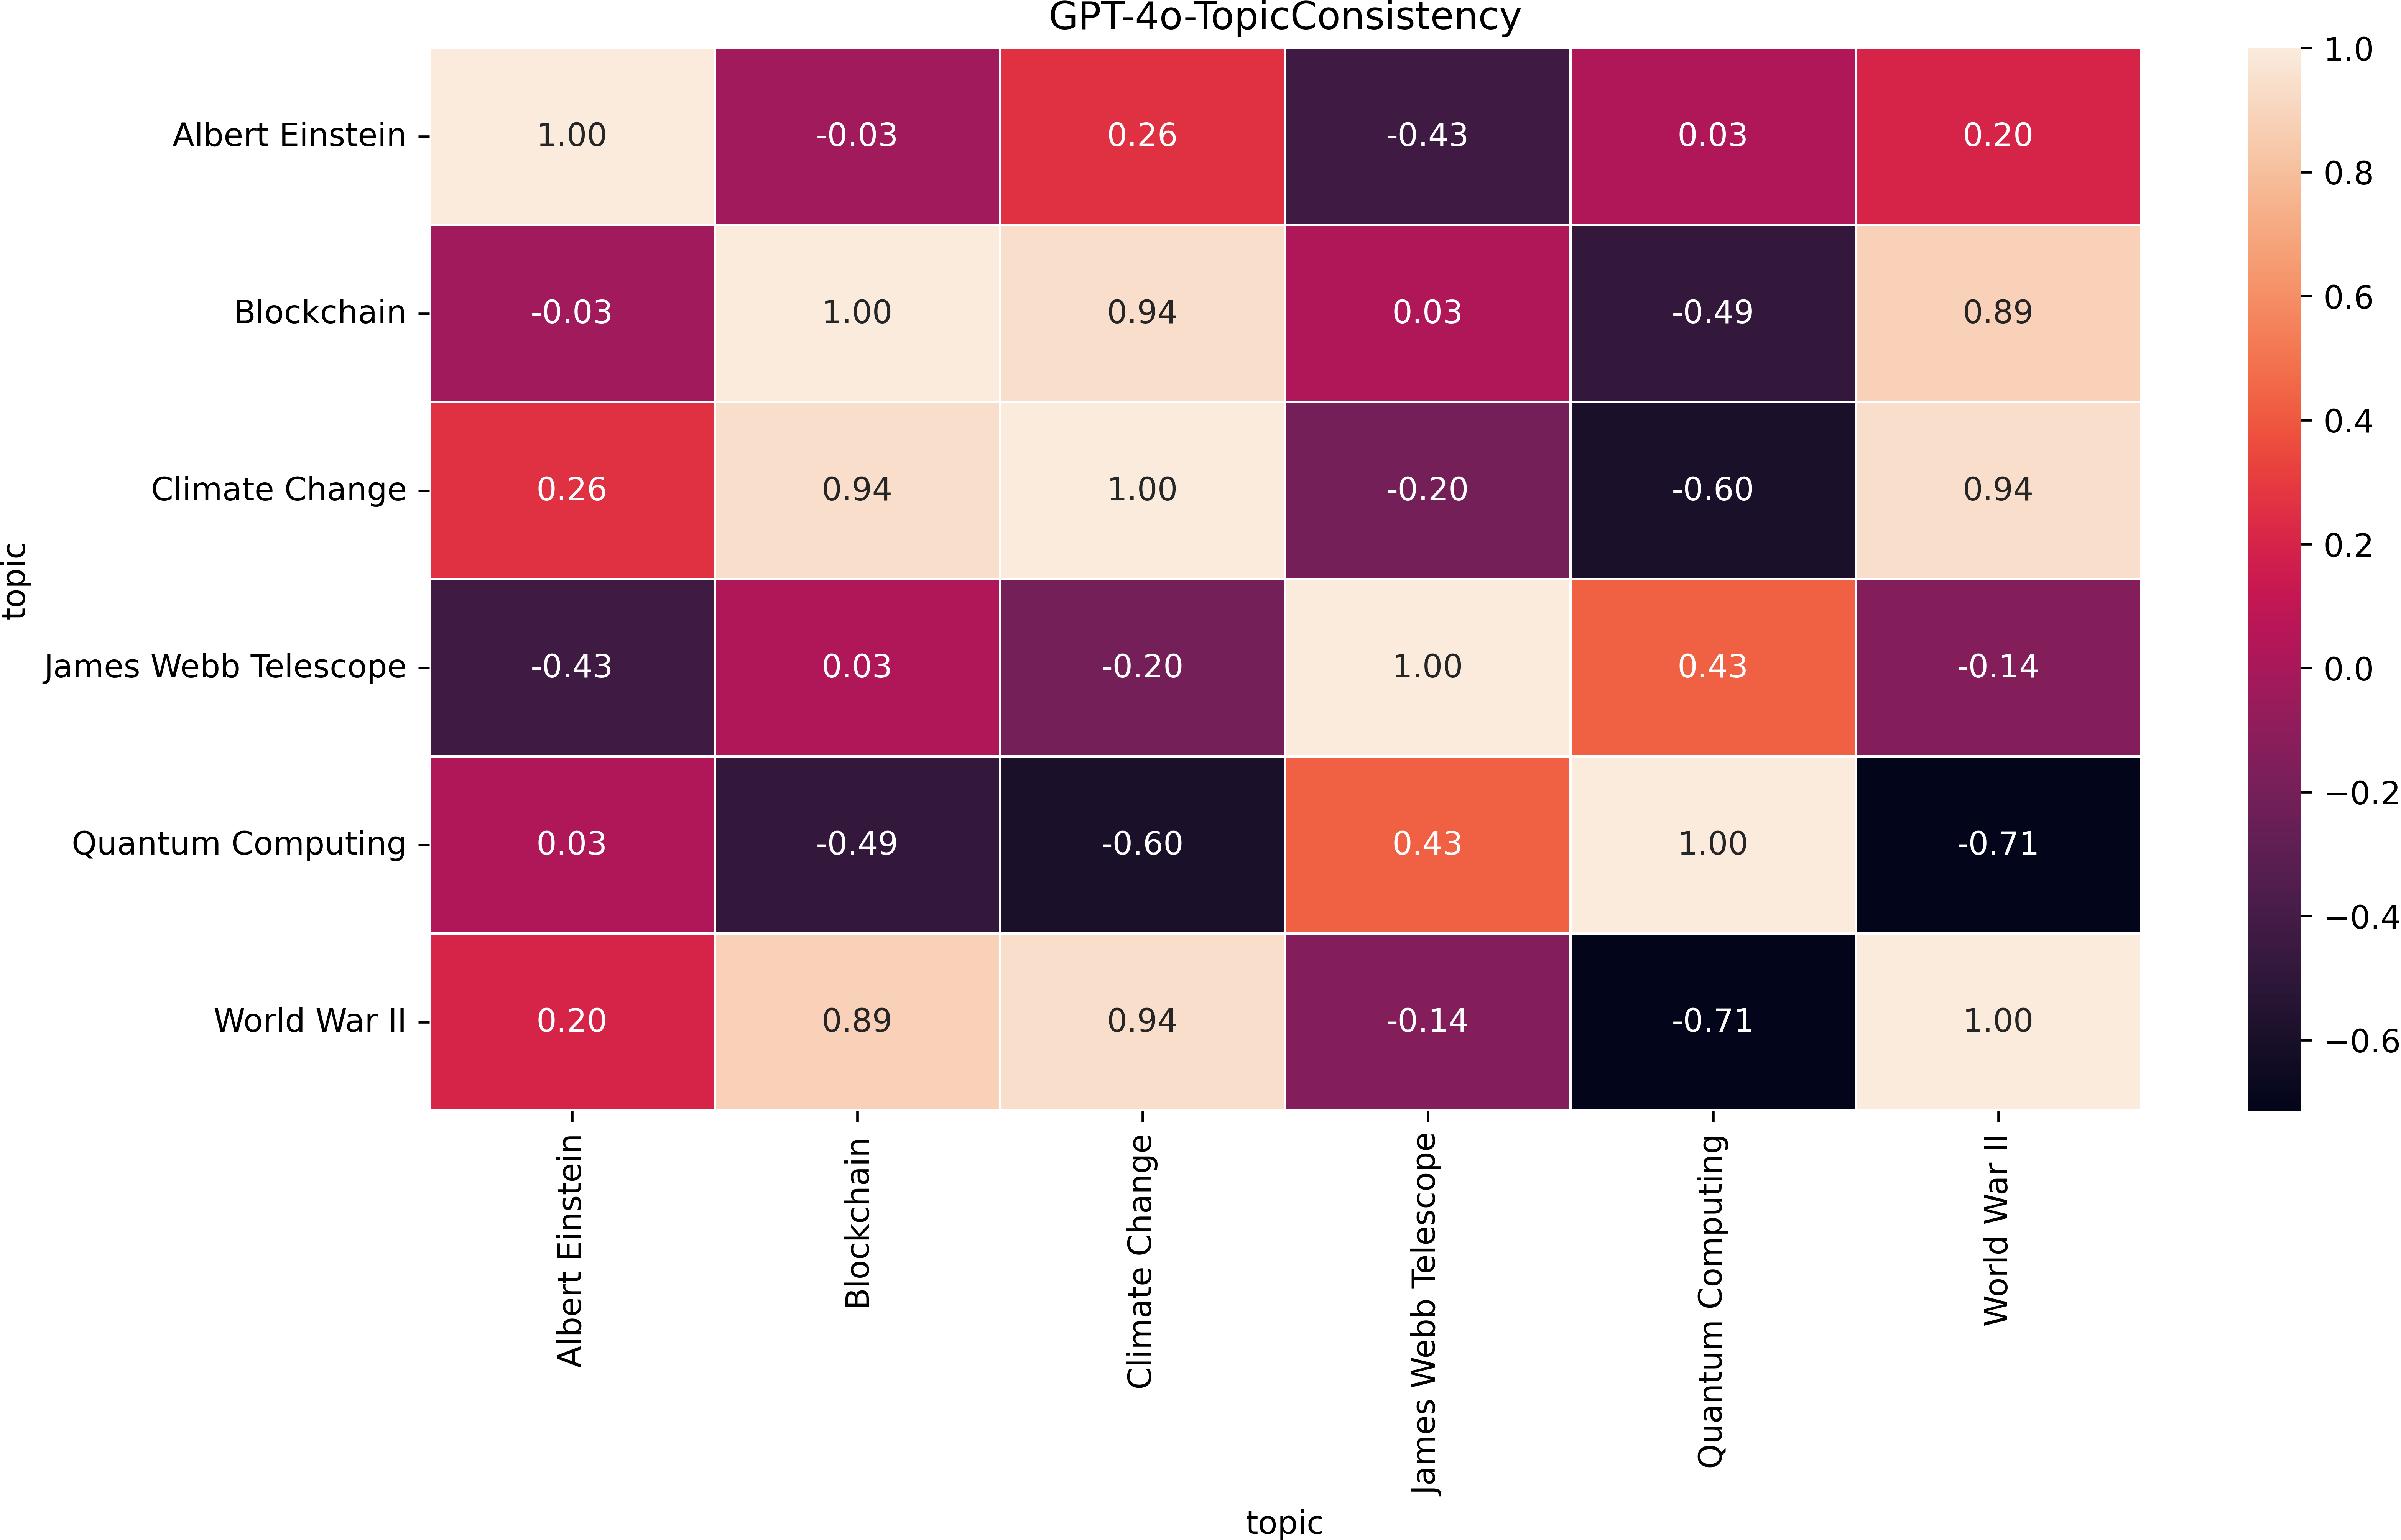 GPT-4o-TopicConsistency
Albert Einstein 1.00 -0.03 0.26 -0.43 0.03 0.20
Blockchain -0.03 1.00 0.94 0.03 -0.49 0.89
Climate Change 0.26 0.94 1.00 -0.20 -0.60 0.94
James Webb Telescope -0.43 0.03 -0.20 1.00 0.43 -0.14
Quantum Computing 0.03 -0.49 -0.60 0.43 1.00 -0.71
World War II 0.20 0.89 0.94 -0.14 -0.71 1.00
topic
Albert Einstein
Blockchain
Climate Change
James Webb Telescope
Quantum Computing
World War II
topic
1.0
0.8
0.6
0.4
0.2
0.0
−0.2
−0.4
−0.6